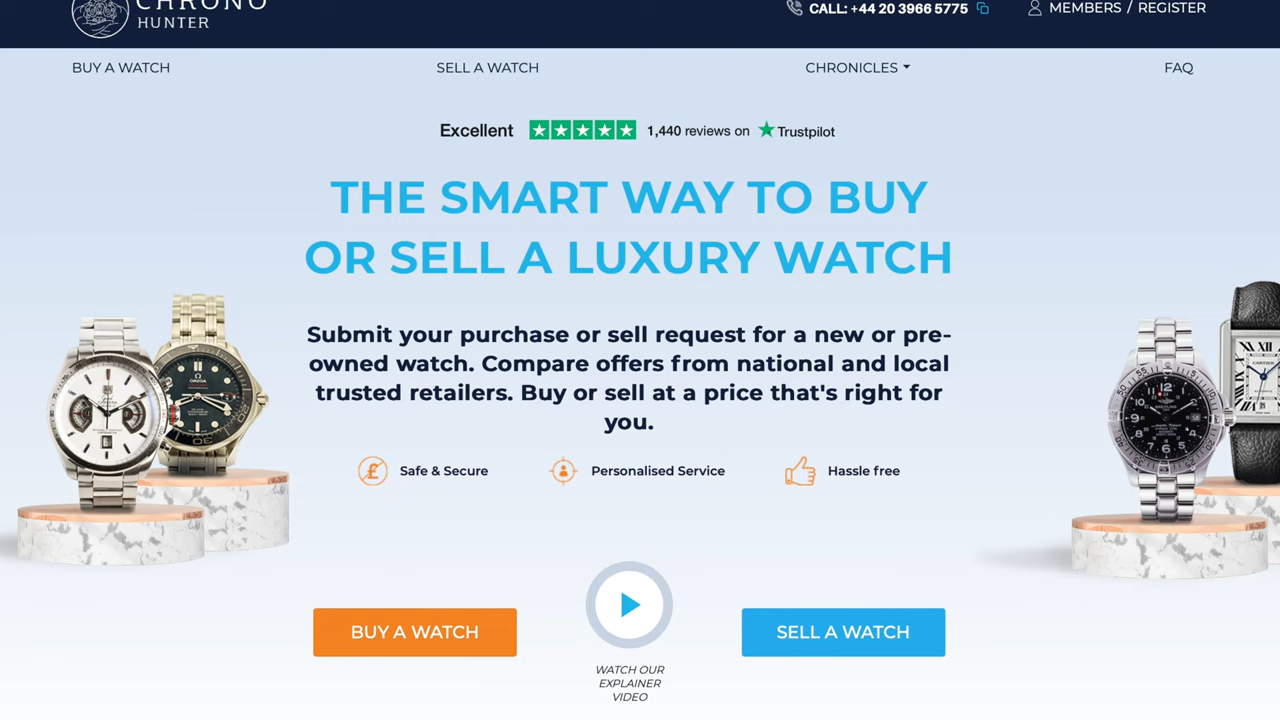 CHRONO
HUNTER
CALL: +44 20 3966 5775
MEMBERS / REGISTER
BUY A WATCH
SELL A WATCH
CHRONICLES
FAQ
Excellent
1,440 reviews on
Trustpilot
THE SMART WAY TO BUY
OR SELL A LUXURY WATCH
Submit your purchase or sell request for a new or pre-
owned watch. Compare offers from national and local
trusted retailers. Buy or sell at a price that's right for
you.
Safe & Secure
Personalised Service
Hassle free
BUY A WATCH
SELL A WATCH
WATCH OUR
EXPLAINER
VIDEO